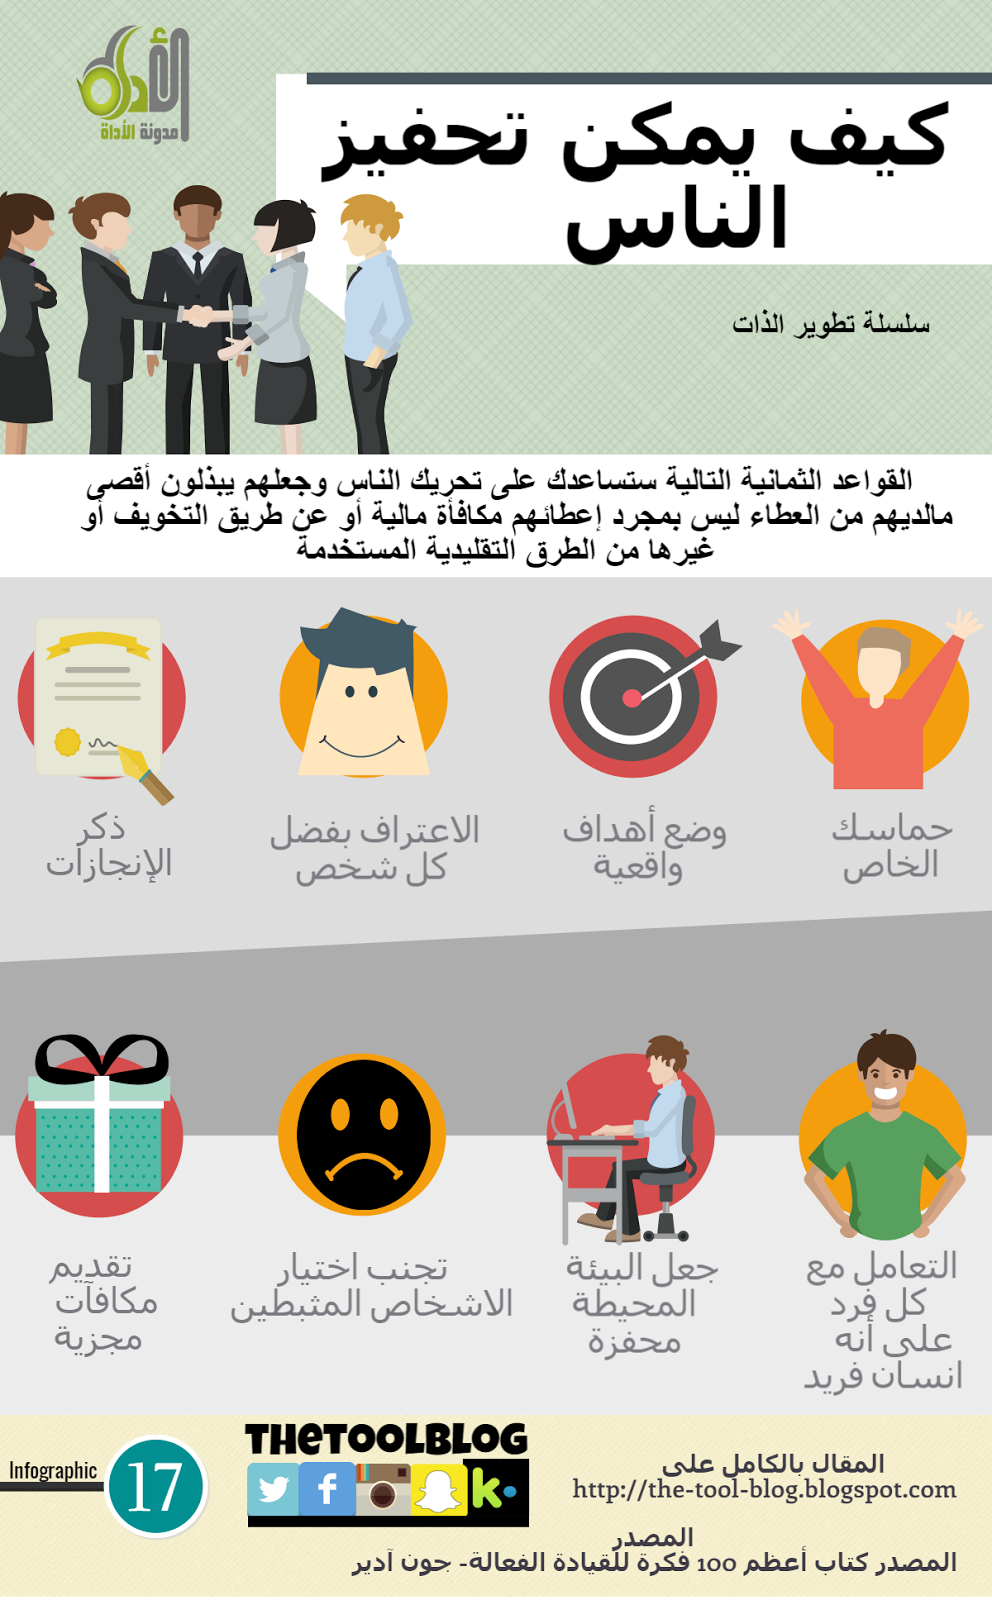 الأداة
مدونة الأداة
كيف يمكن تحفيز
الناس
سلسلة تطوير الذات
القواعد الثمانية التالية ستساعدك على تحريك الناس وجعلهم يبذلون أقصى
مالديهم من العطاء ليس بمجرد إعطائهم مكافأة مالية أو عن طريق التخويف أو
غيرها من الطرق التقليدية المستخدمة
حماسك
الخاص
وضع أهداف
واقعية
الاعتراف بفضل
كل شخص
ذكر
الإنجازات
التعامل مع
كل فرد
على أنه
انسان فريد
جعل البيئة
المحيطة
محفزة
تجنب اختيار
الاشخاص المثبطين
تقديم
مكافآت
مجزية
المقال بالكامل على
http://the-tool-blog.blogspot.com
المصدر
المصدر كتاب أعظم 100 فكرة للقيادة الفعالة- جون آدير
THETOOLBLOG
k.
Infographic
17